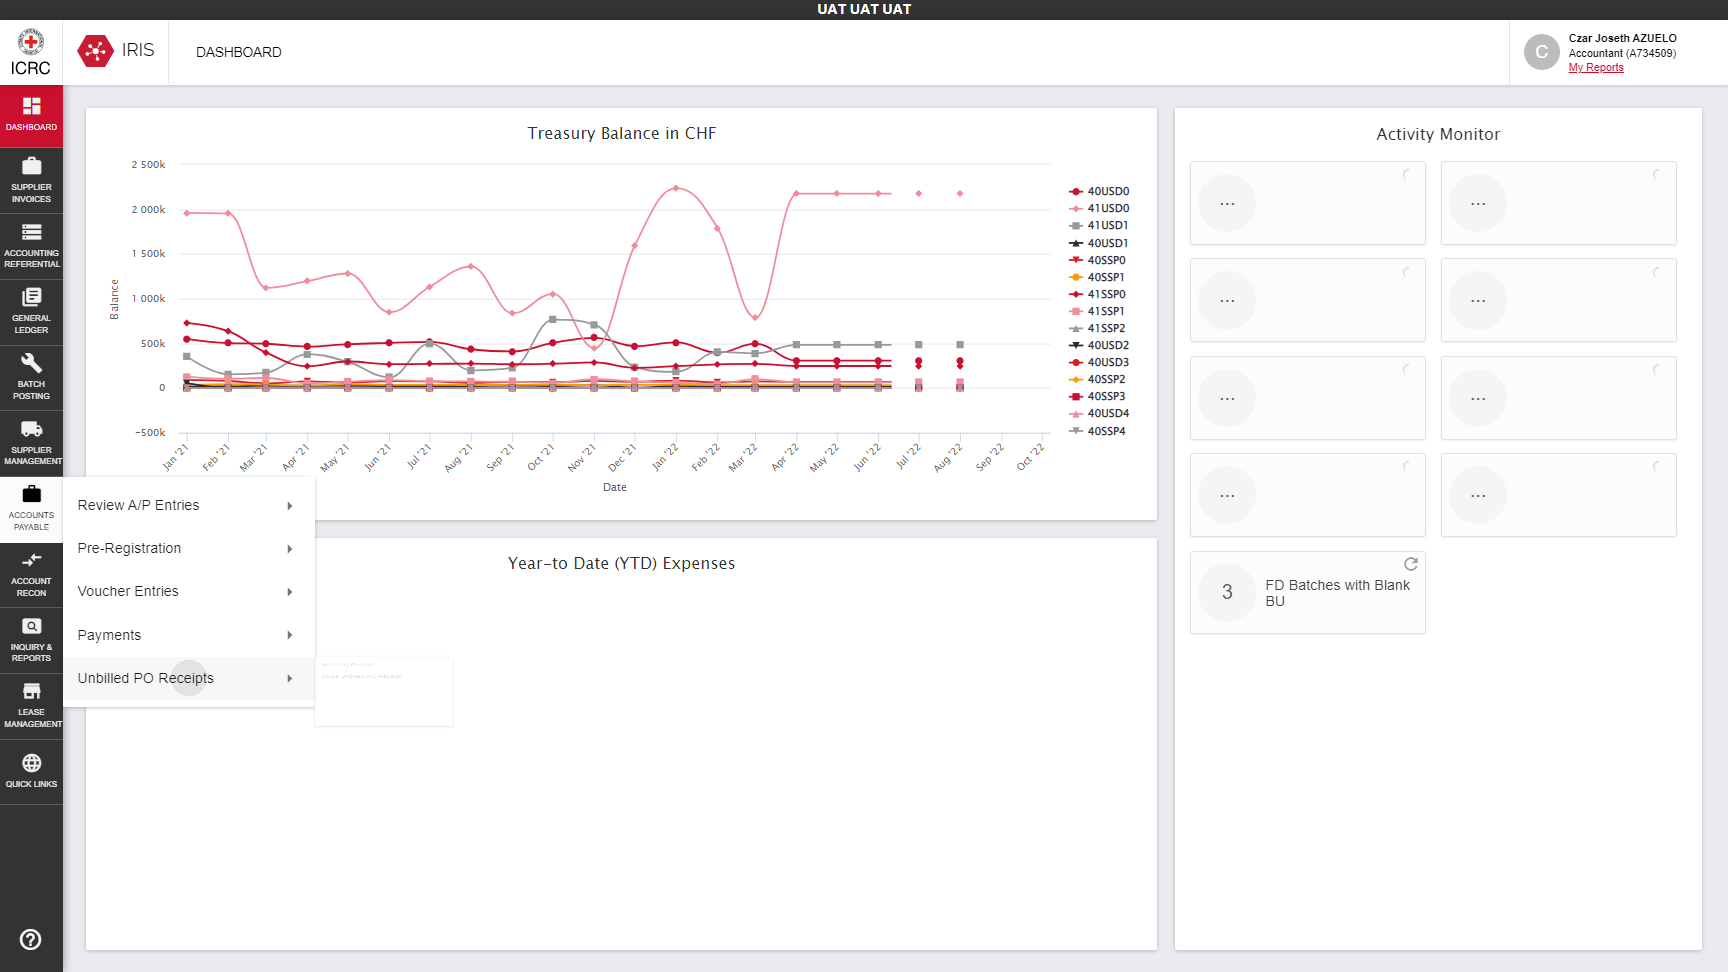 UAT UAT UAT
ICRC
IRIS
DASHBOARD
C
Czar Joseth AZUELO
Accountant (A734509)
My Reports
DASHBOARD
SUPPLIER
INVOICES
ACCOUNTING
REFERENTIAL
GENERAL
LEDGER
BATCH
POSTING
SUPPLIER
MANAGEMENT
ACCOUNTS
PAYABLE
ACCOUNT
RECON
INQUIRY &
REPORTS
LEASE
MANAGEMENT
QUICK LINKS
Treasury Balance in CHF
2 500k
2 000k
1 500k
1 000k
500k
0
−500k
Balance
Jan '21
Feb '21
Mar '21
Apr '21
May '21
Jun '21
Jul '21
Aug '21
Sep '21
Oct '21
Nov '21
Dec '21
Jan '22
Feb '22
Mar '22
Apr '22
May '22
Jun '22
Jul '22
Aug '22
Sep '22
Oct '22
Date
40USD0
41USD0
41USD1
40USD1
40SSP0
40SSP1
41SSP0
41SSP1
41SSP2
40USD2
40USD3
40SSP2
40SSP3
40USD4
40SSP4
Review A/P Entries
Pre-Registration
Voucher Entries
Payments
Unbilled PO Receipts
Year-to Date (YTD) Expenses
Activity Monitor
...
...
...
...
...
...
...
...
3
FD Batches with Blank
BU